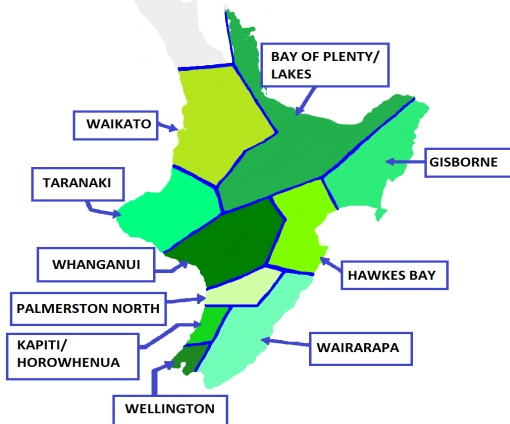 BAY OF PLENTY/
LAKES
WAIKATO
GISBORNE
TARANAKI
WHANGANUI
HAWKES BAY
PALMERSTON NORTH
KAPITI/
HOROWHENUA
WAIRARAPA
WELLINGTON